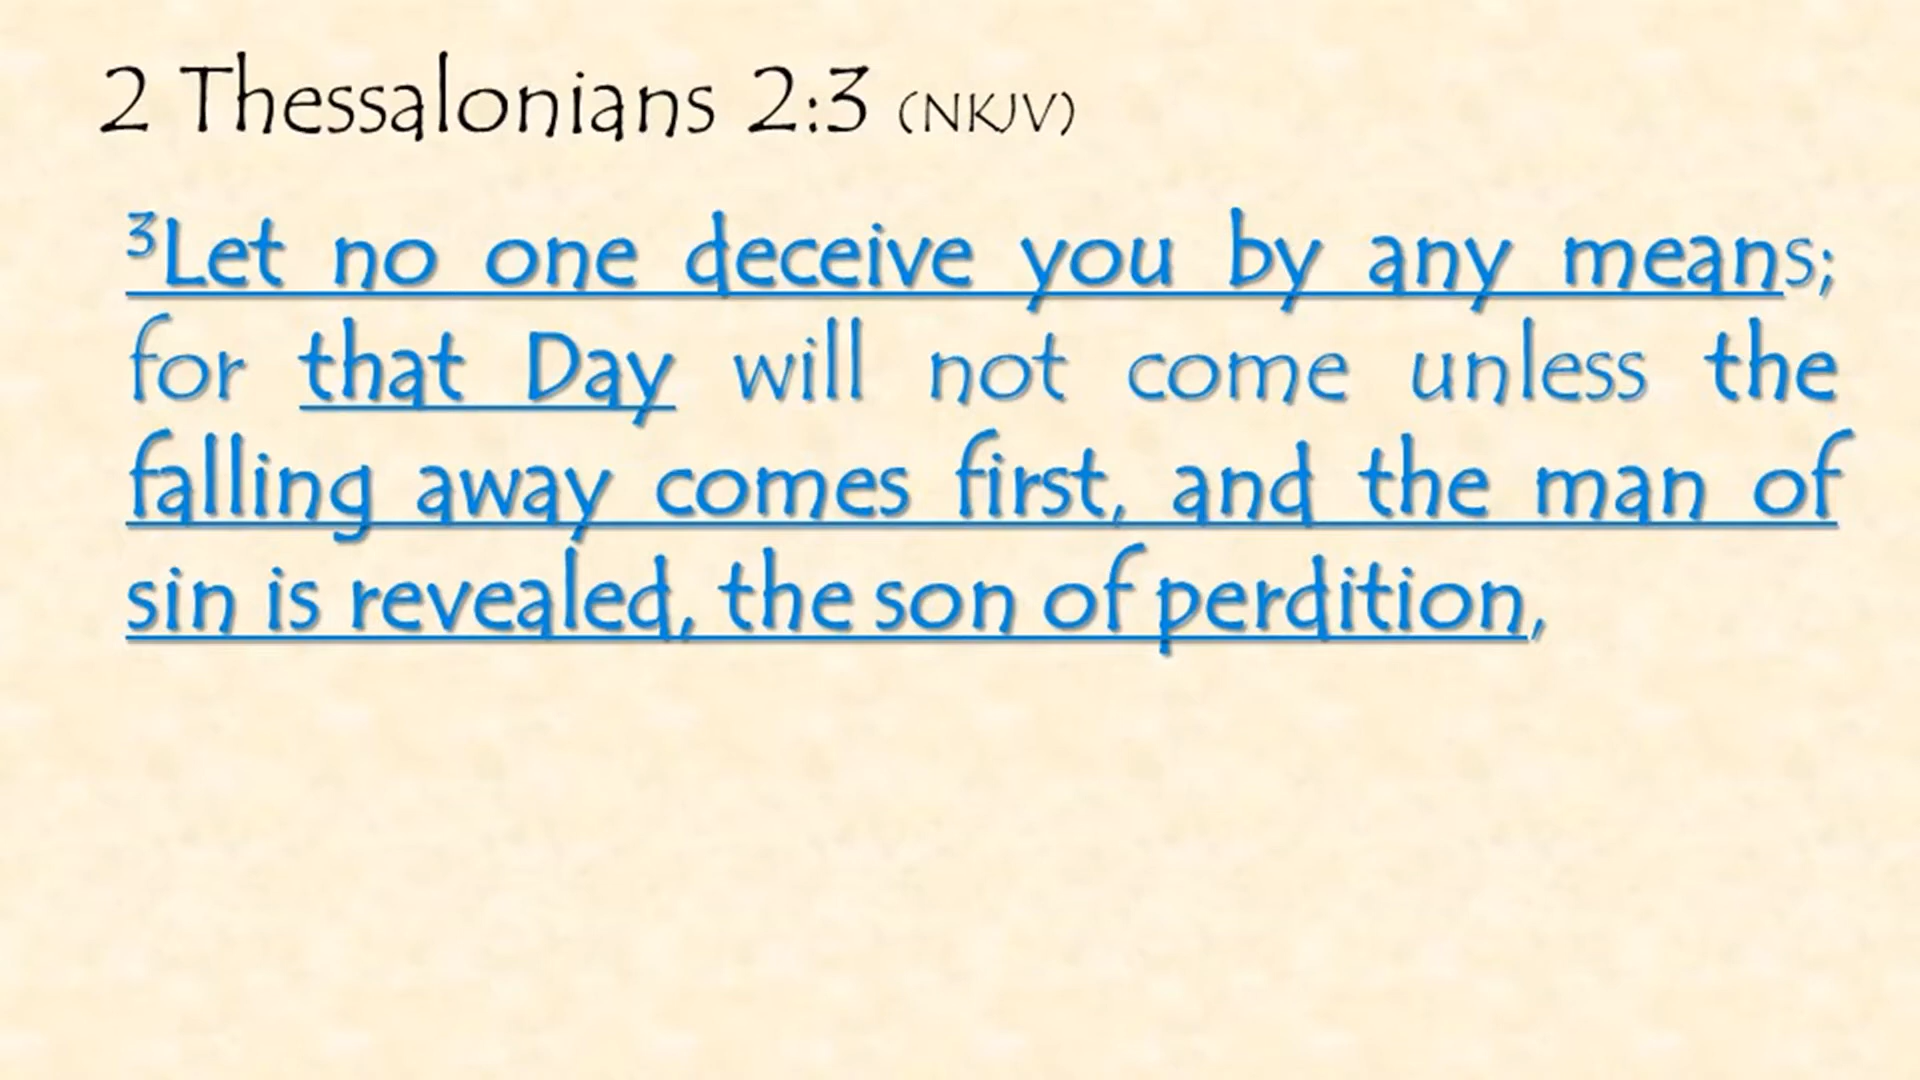 2 Thessalonians 2:3 (NKJV)
³Let no one deceive you by any means;
for that Day will not come unless the
falling away comes first, and the man of
sin is revealed, the son of perdition,